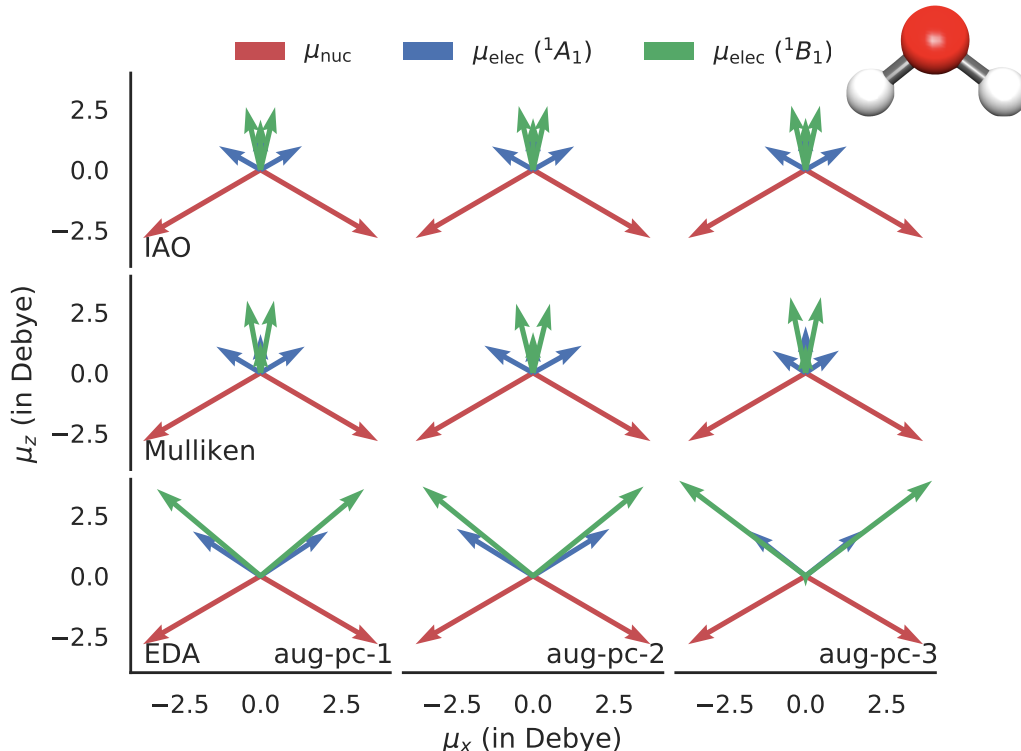 μnuc μelec (¹A₁) μelec (¹B₁)
2.5
0.0
−2.5
IAO
2.5
0.0
−2.5
Mulliken
μz (in Debye)
2.5
0.0
−2.5
EDA aug-pc-1 aug-pc-2 aug-pc-3
−2.5 0.0 2.5 −2.5 0.0 2.5 −2.5 0.0 2.5
μx (in Debye)